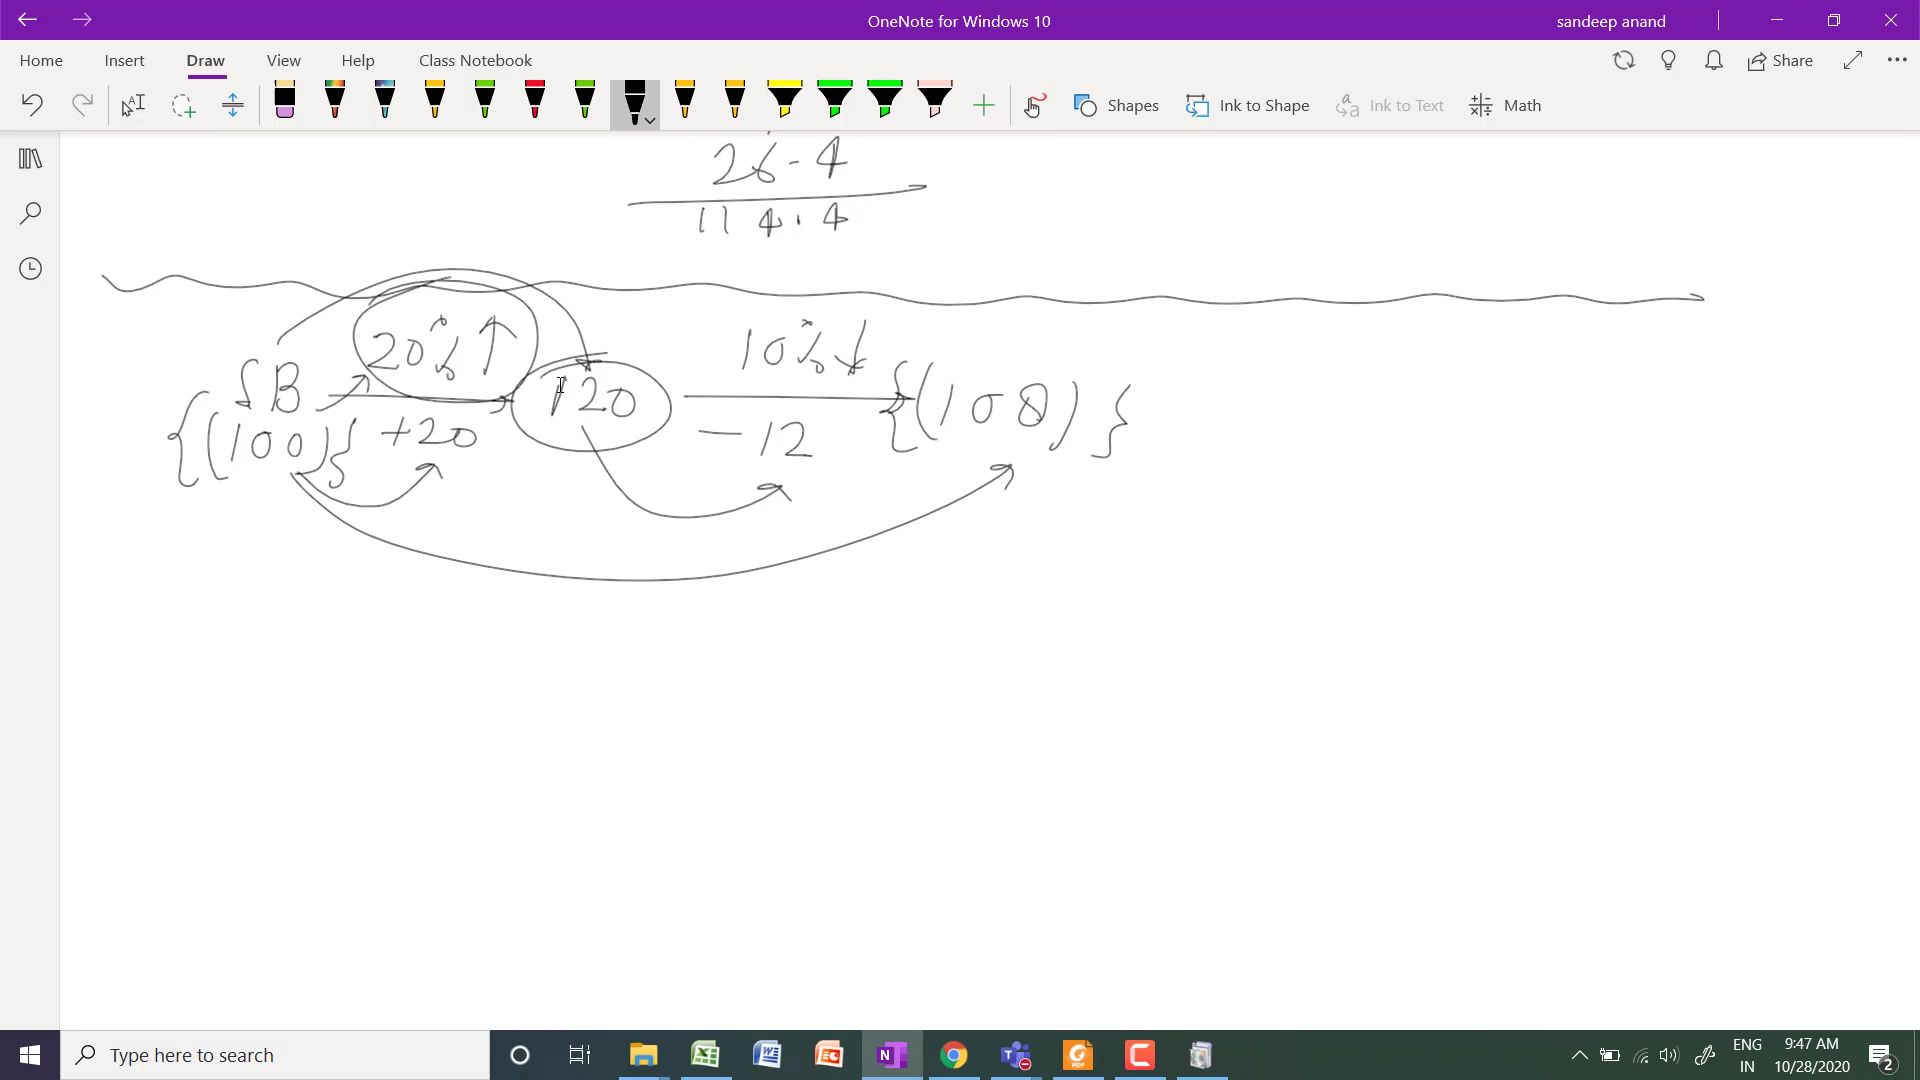 OneNote for Windows 10
sandeep anand
Home Insert Draw View Help Class Notebook
Share
Shapes Ink to Shape Ink to Text Math
26.4
114.4
20%↑ 10%↓
SB 120 {(108)}
{(100)} +20 -12
Type here to search
ENG 9:47 AM
IN 10/28/2020 2